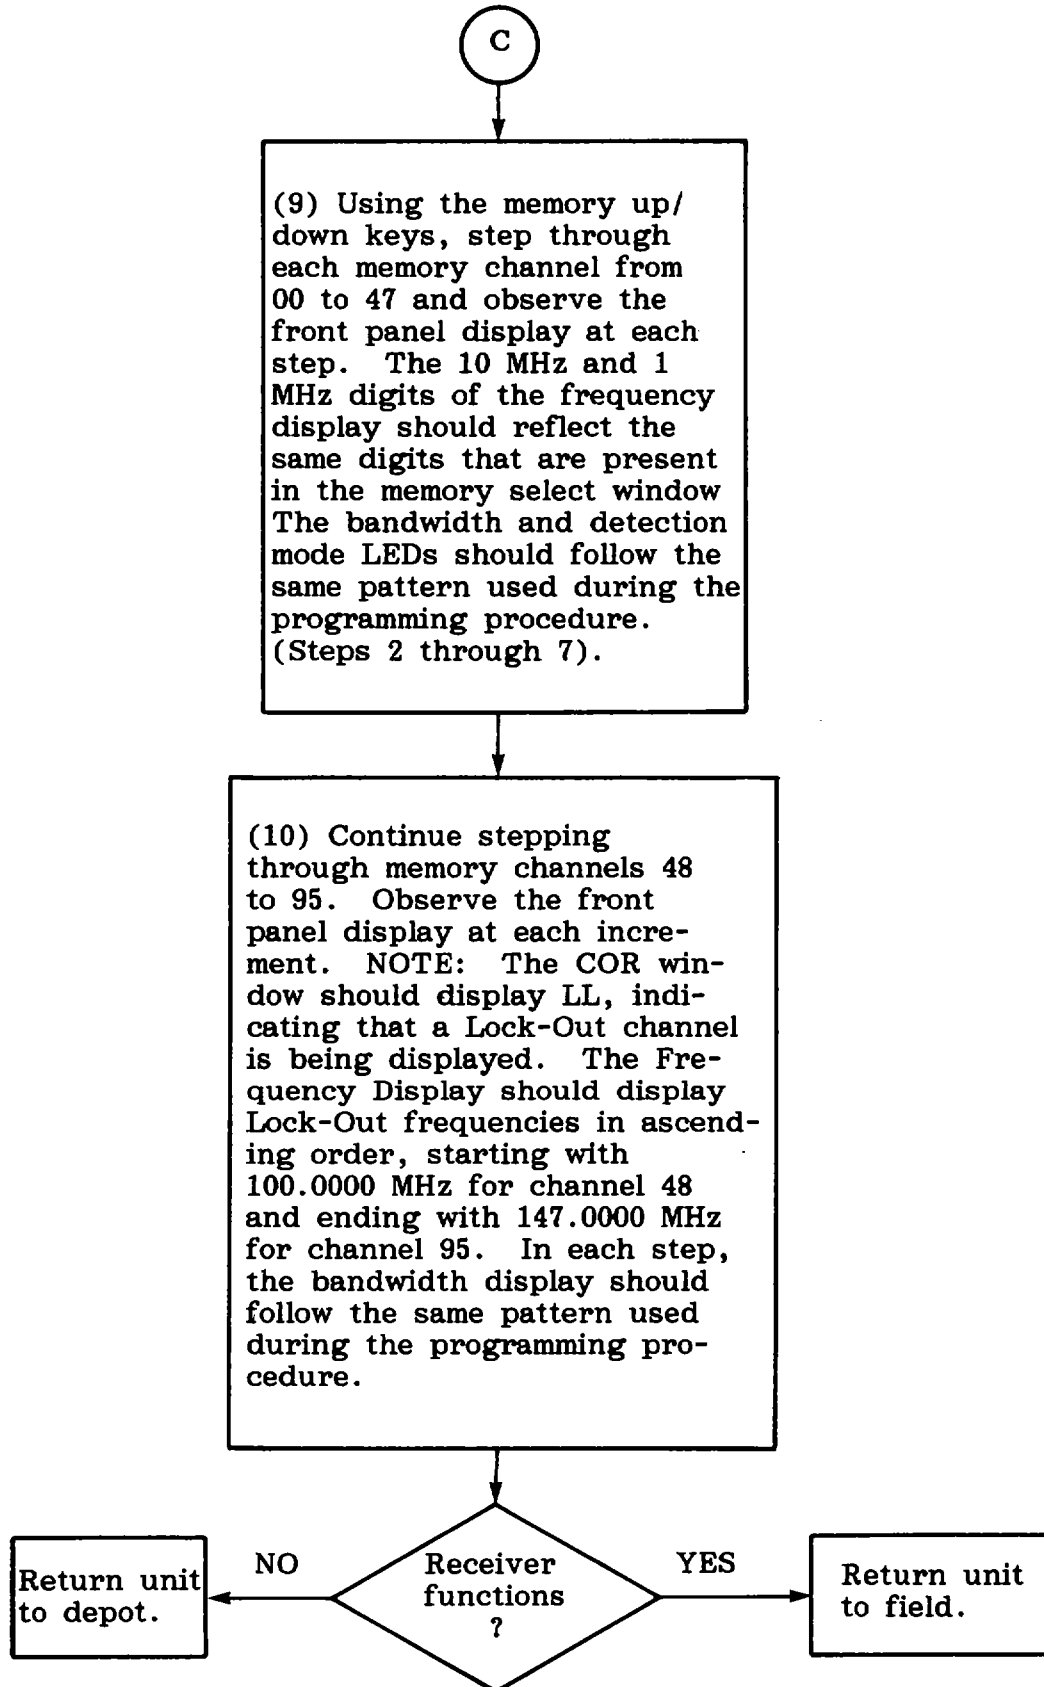 C
(9) Using the memory up/
down keys, step through
each memory channel from
00 to 47 and observe the
front panel display at each
step. The 10 MHz and 1
MHz digits of the frequency
display should reflect the
same digits that are present
in the memory select window
The bandwidth and detection
mode LEDs should follow the
same pattern used during the
programming procedure.
(Steps 2 through 7).
(10) Continue stepping
through memory channels 48
to 95. Observe the front
panel display at each incre-
ment. NOTE: The COR win-
dow should display LL, indi-
cating that a Lock-Out channel
is being displayed. The Fre-
quency Display should display
Lock-Out frequencies in ascend-
ing order, starting with
100.0000 MHz for channel 48
and ending with 147.0000 MHz
for channel 95. In each step,
the bandwidth display should
follow the same pattern used
during the programming pro-
cedure.
Return unit
to depot.
NO
Receiver
functions
?
YES
Return unit
to field.